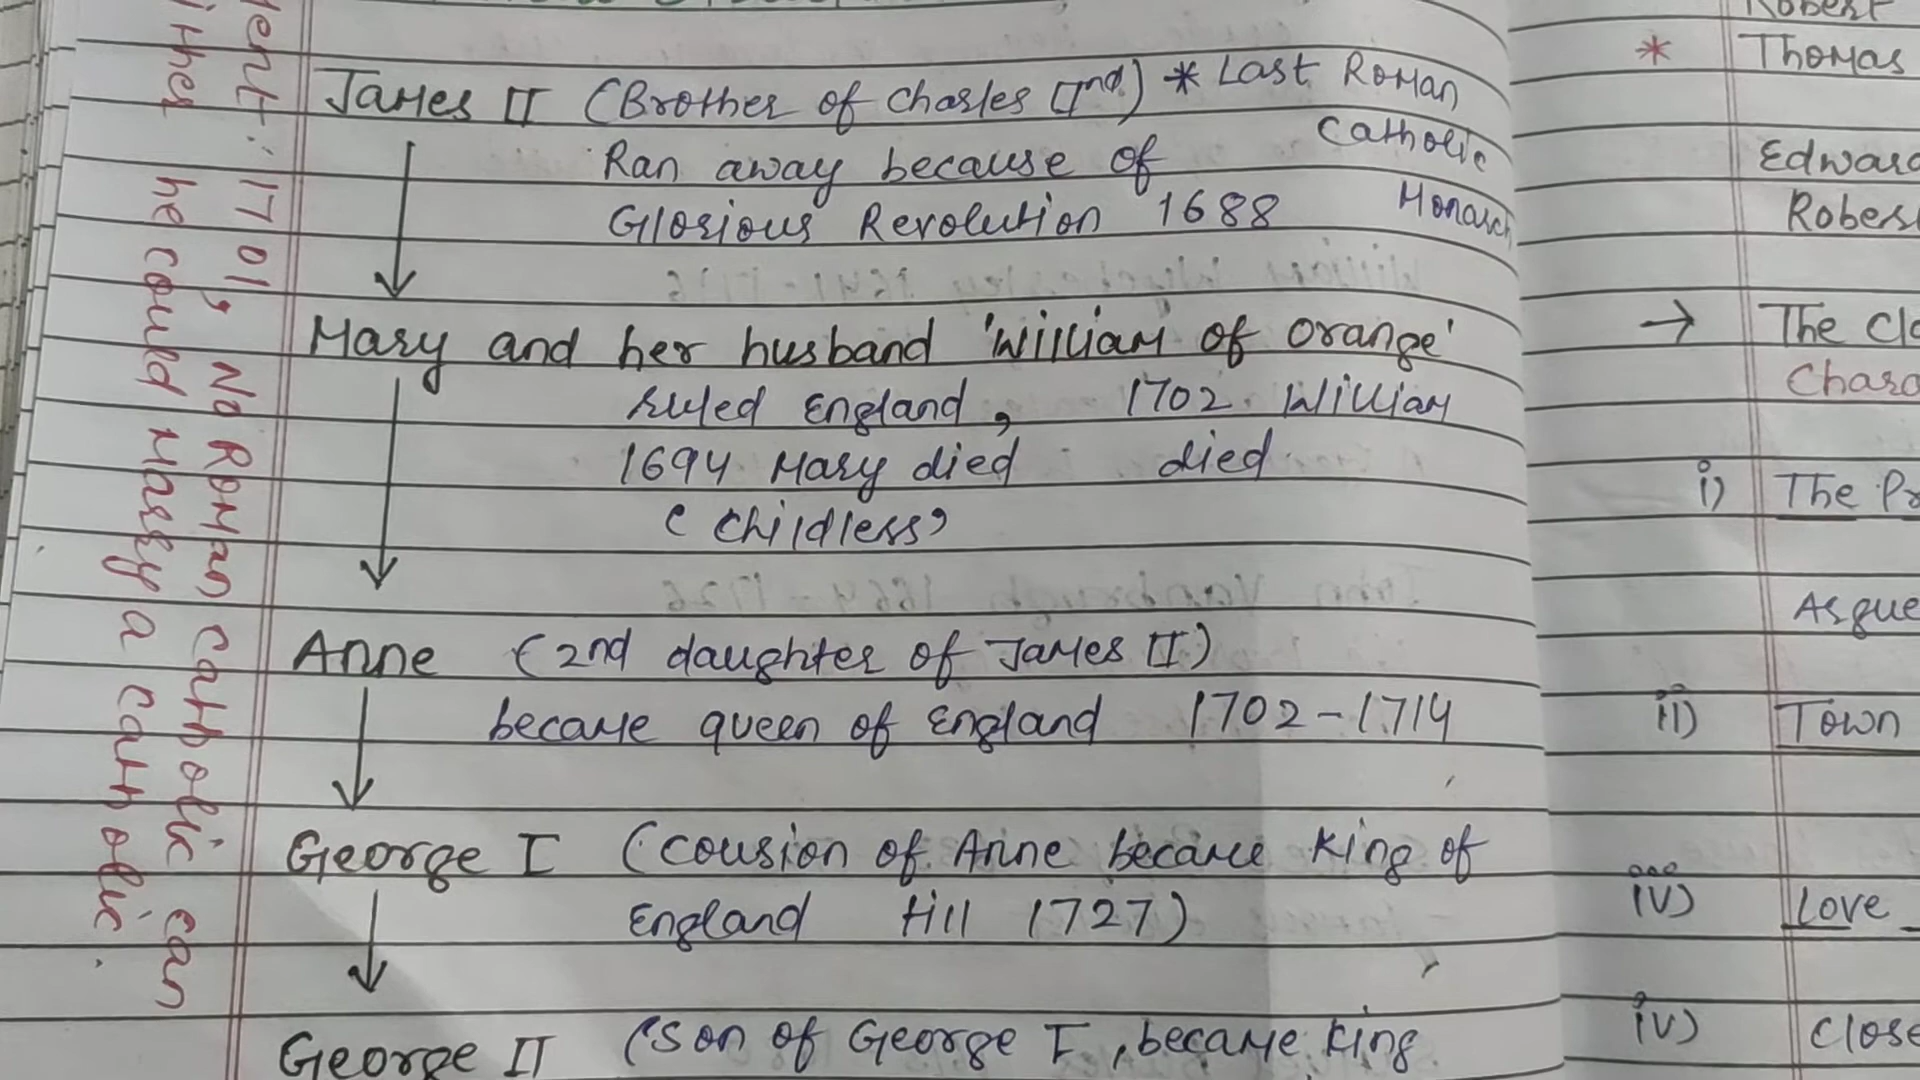 James II (Brother of Charles IInd) * Last Roman
Catholic
Monarch
Ran away because of
Glorious Revolution 1688
Mary and her husband 'William of Orange'
ruled England, 1702 William
1694 Mary died died
(Childless)
Anne (2nd daughter of James II)
became queen of England 1702-1714
George I (cousion of Anne became King of
England till 1727)
George II (son of George I, became King
1701, No Roman catholic can
he could marry a catholic.
* Thomas
Edward
Robert
→ The
i) The
ii) Town
iii)
iv) Love
iv) Close